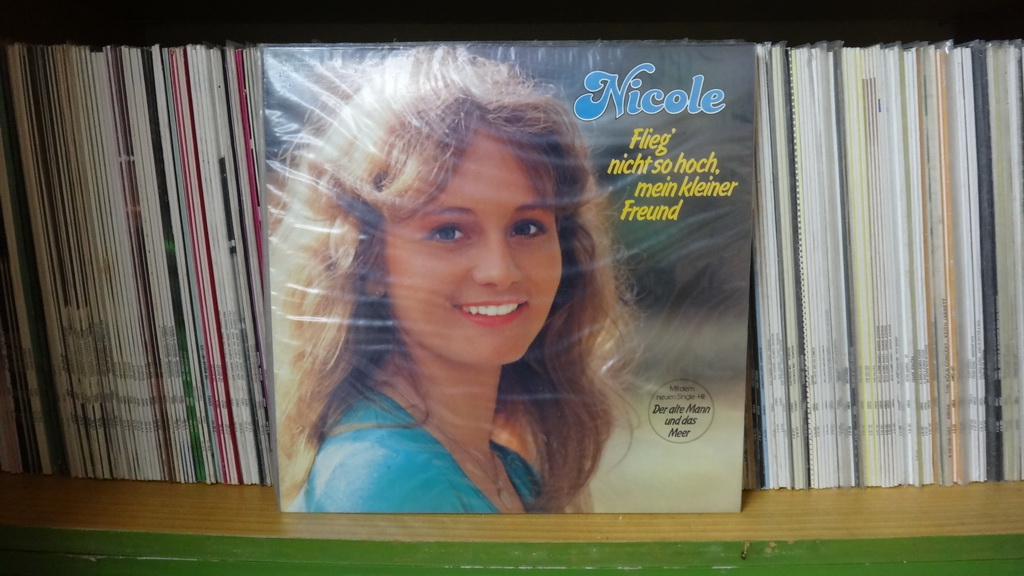 Nicole
Flieg'
nicht so hoch,
mein kleiner
Freund
Mit dem
neuen Single-Hit
Der alte Mann
und das
Meer